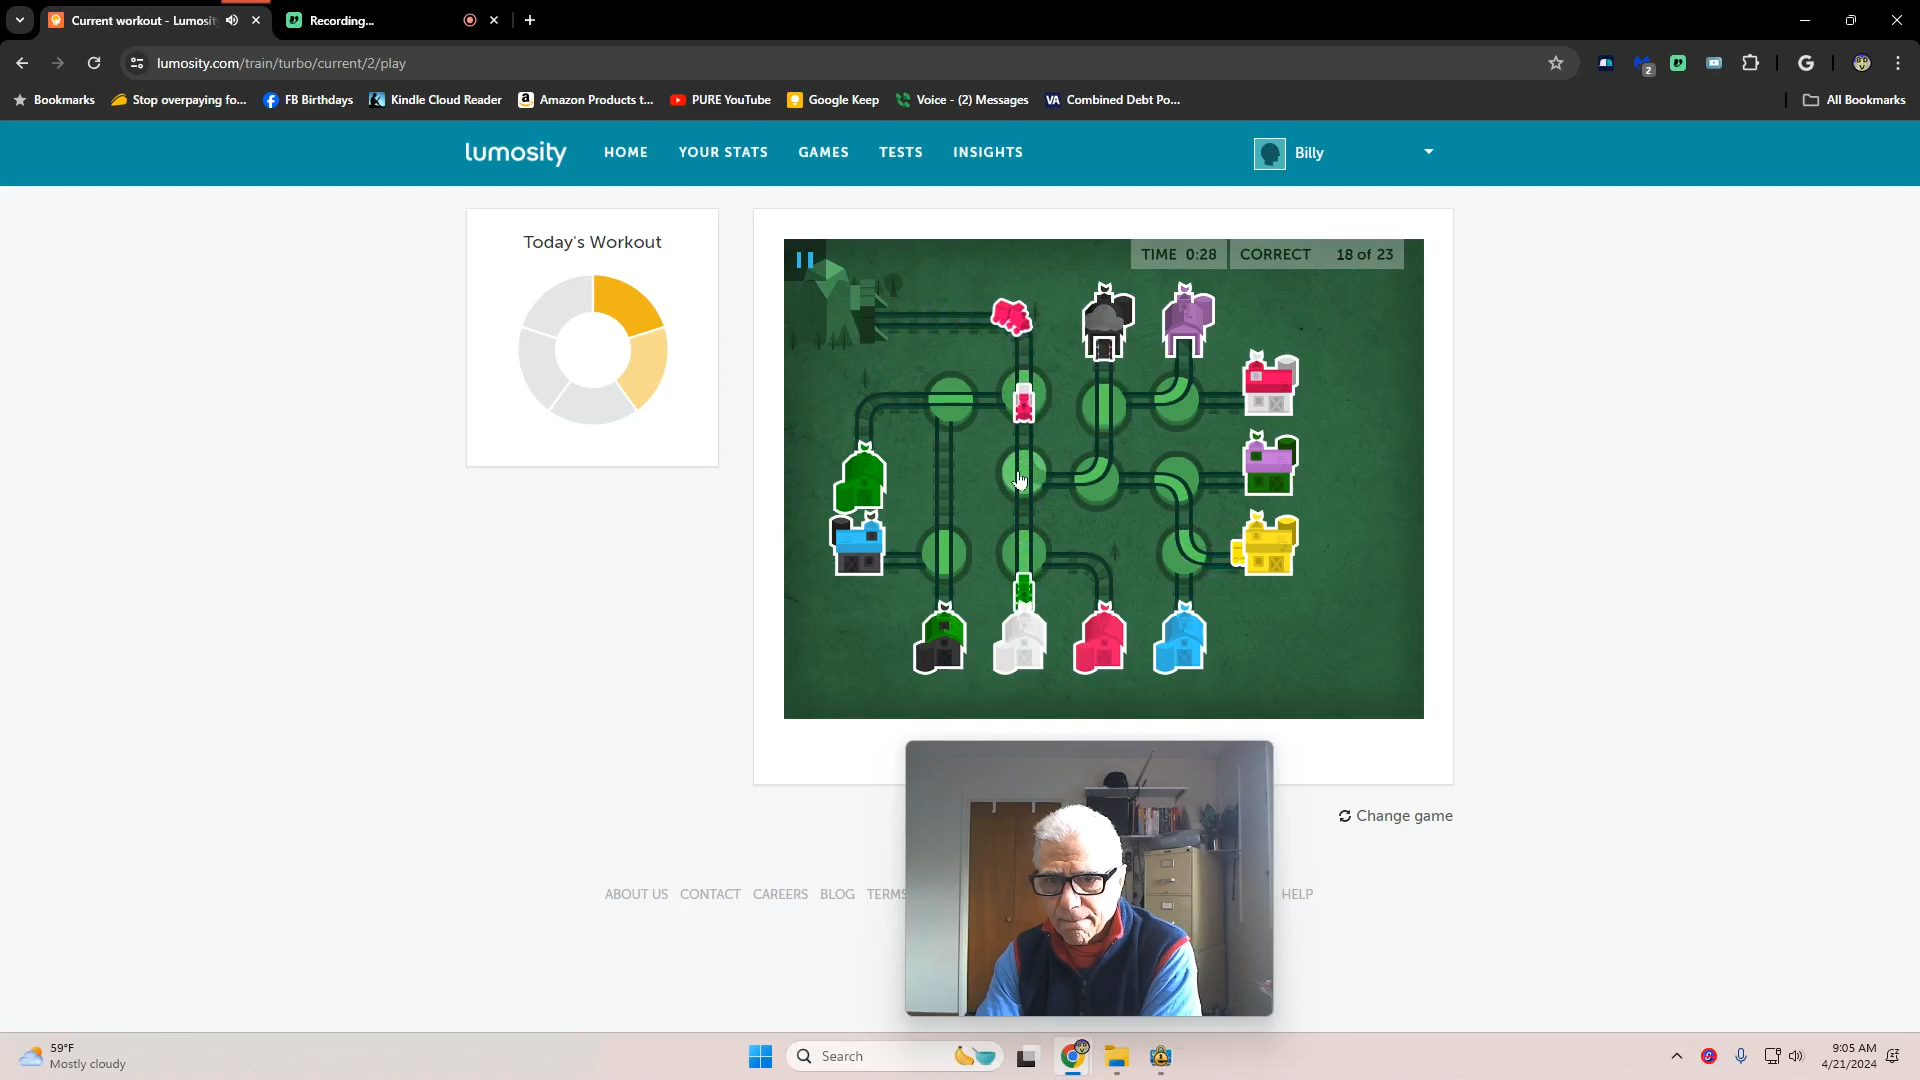 Current workout - Lumosit
Recording...
lumosity.com/train/turbo/current/2/play
2
G
Bookmarks
Stop overpaying fo...
FB Birthdays
Kindle Cloud Reader
Amazon Products t...
PURE YouTube
Google Keep
Voice - (2) Messages
VA Combined Debt Po...
All Bookmarks
lumosity
HOME
YOUR STATS
GAMES
TESTS
INSIGHTS
Billy
Today's Workout
TIME 0:28
CORRECT 18 of 23
Change game
ABOUT US
CONTACT
CAREERS
BLOG
TERMS
HELP
59°F
Mostly cloudy
Search
9:05 AM
4/21/2024